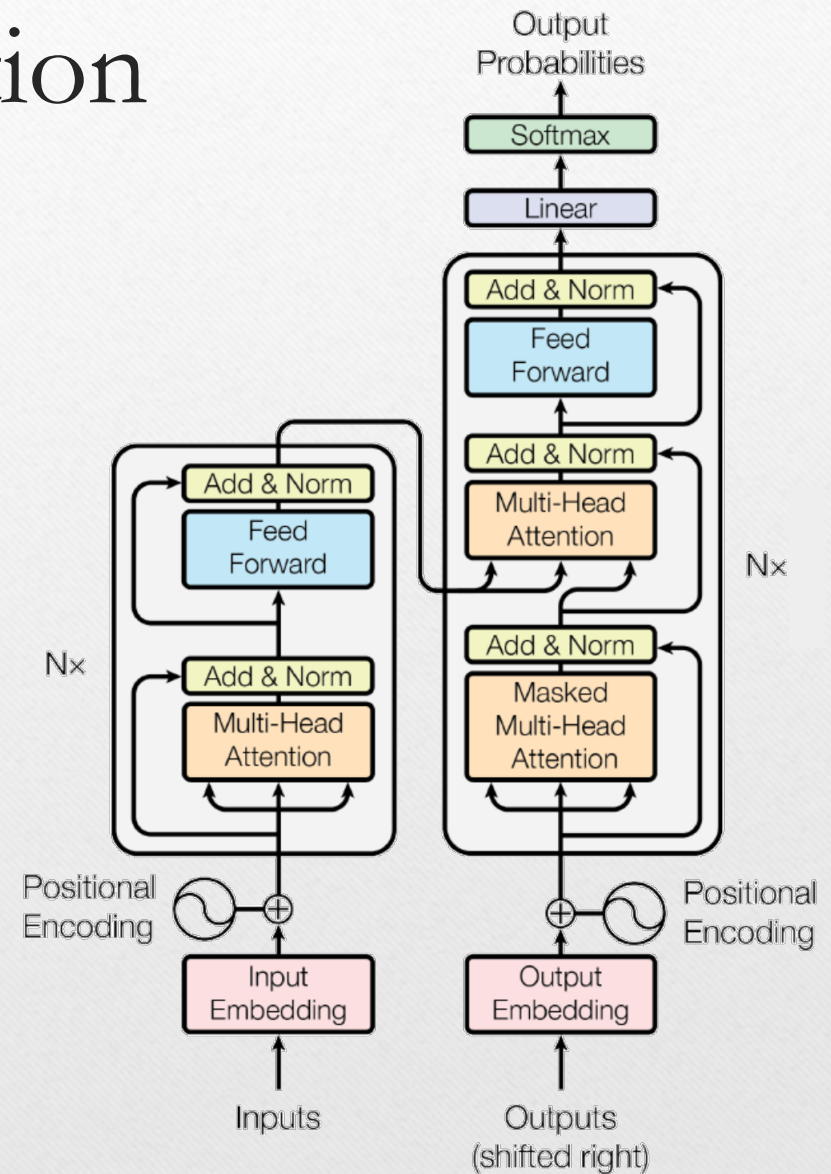 tion
Output
Probabilities
Softmax
Linear
Add & Norm
Feed
Forward
Add & Norm
Multi-Head
Attention
Nx
Add & Norm
Masked
Multi-Head
Attention
Add & Norm
Feed
Forward
Nx
Add & Norm
Multi-Head
Attention
Positional
Encoding
Positional
Encoding
Input
Embedding
Output
Embedding
Inputs
Outputs
(shifted right)